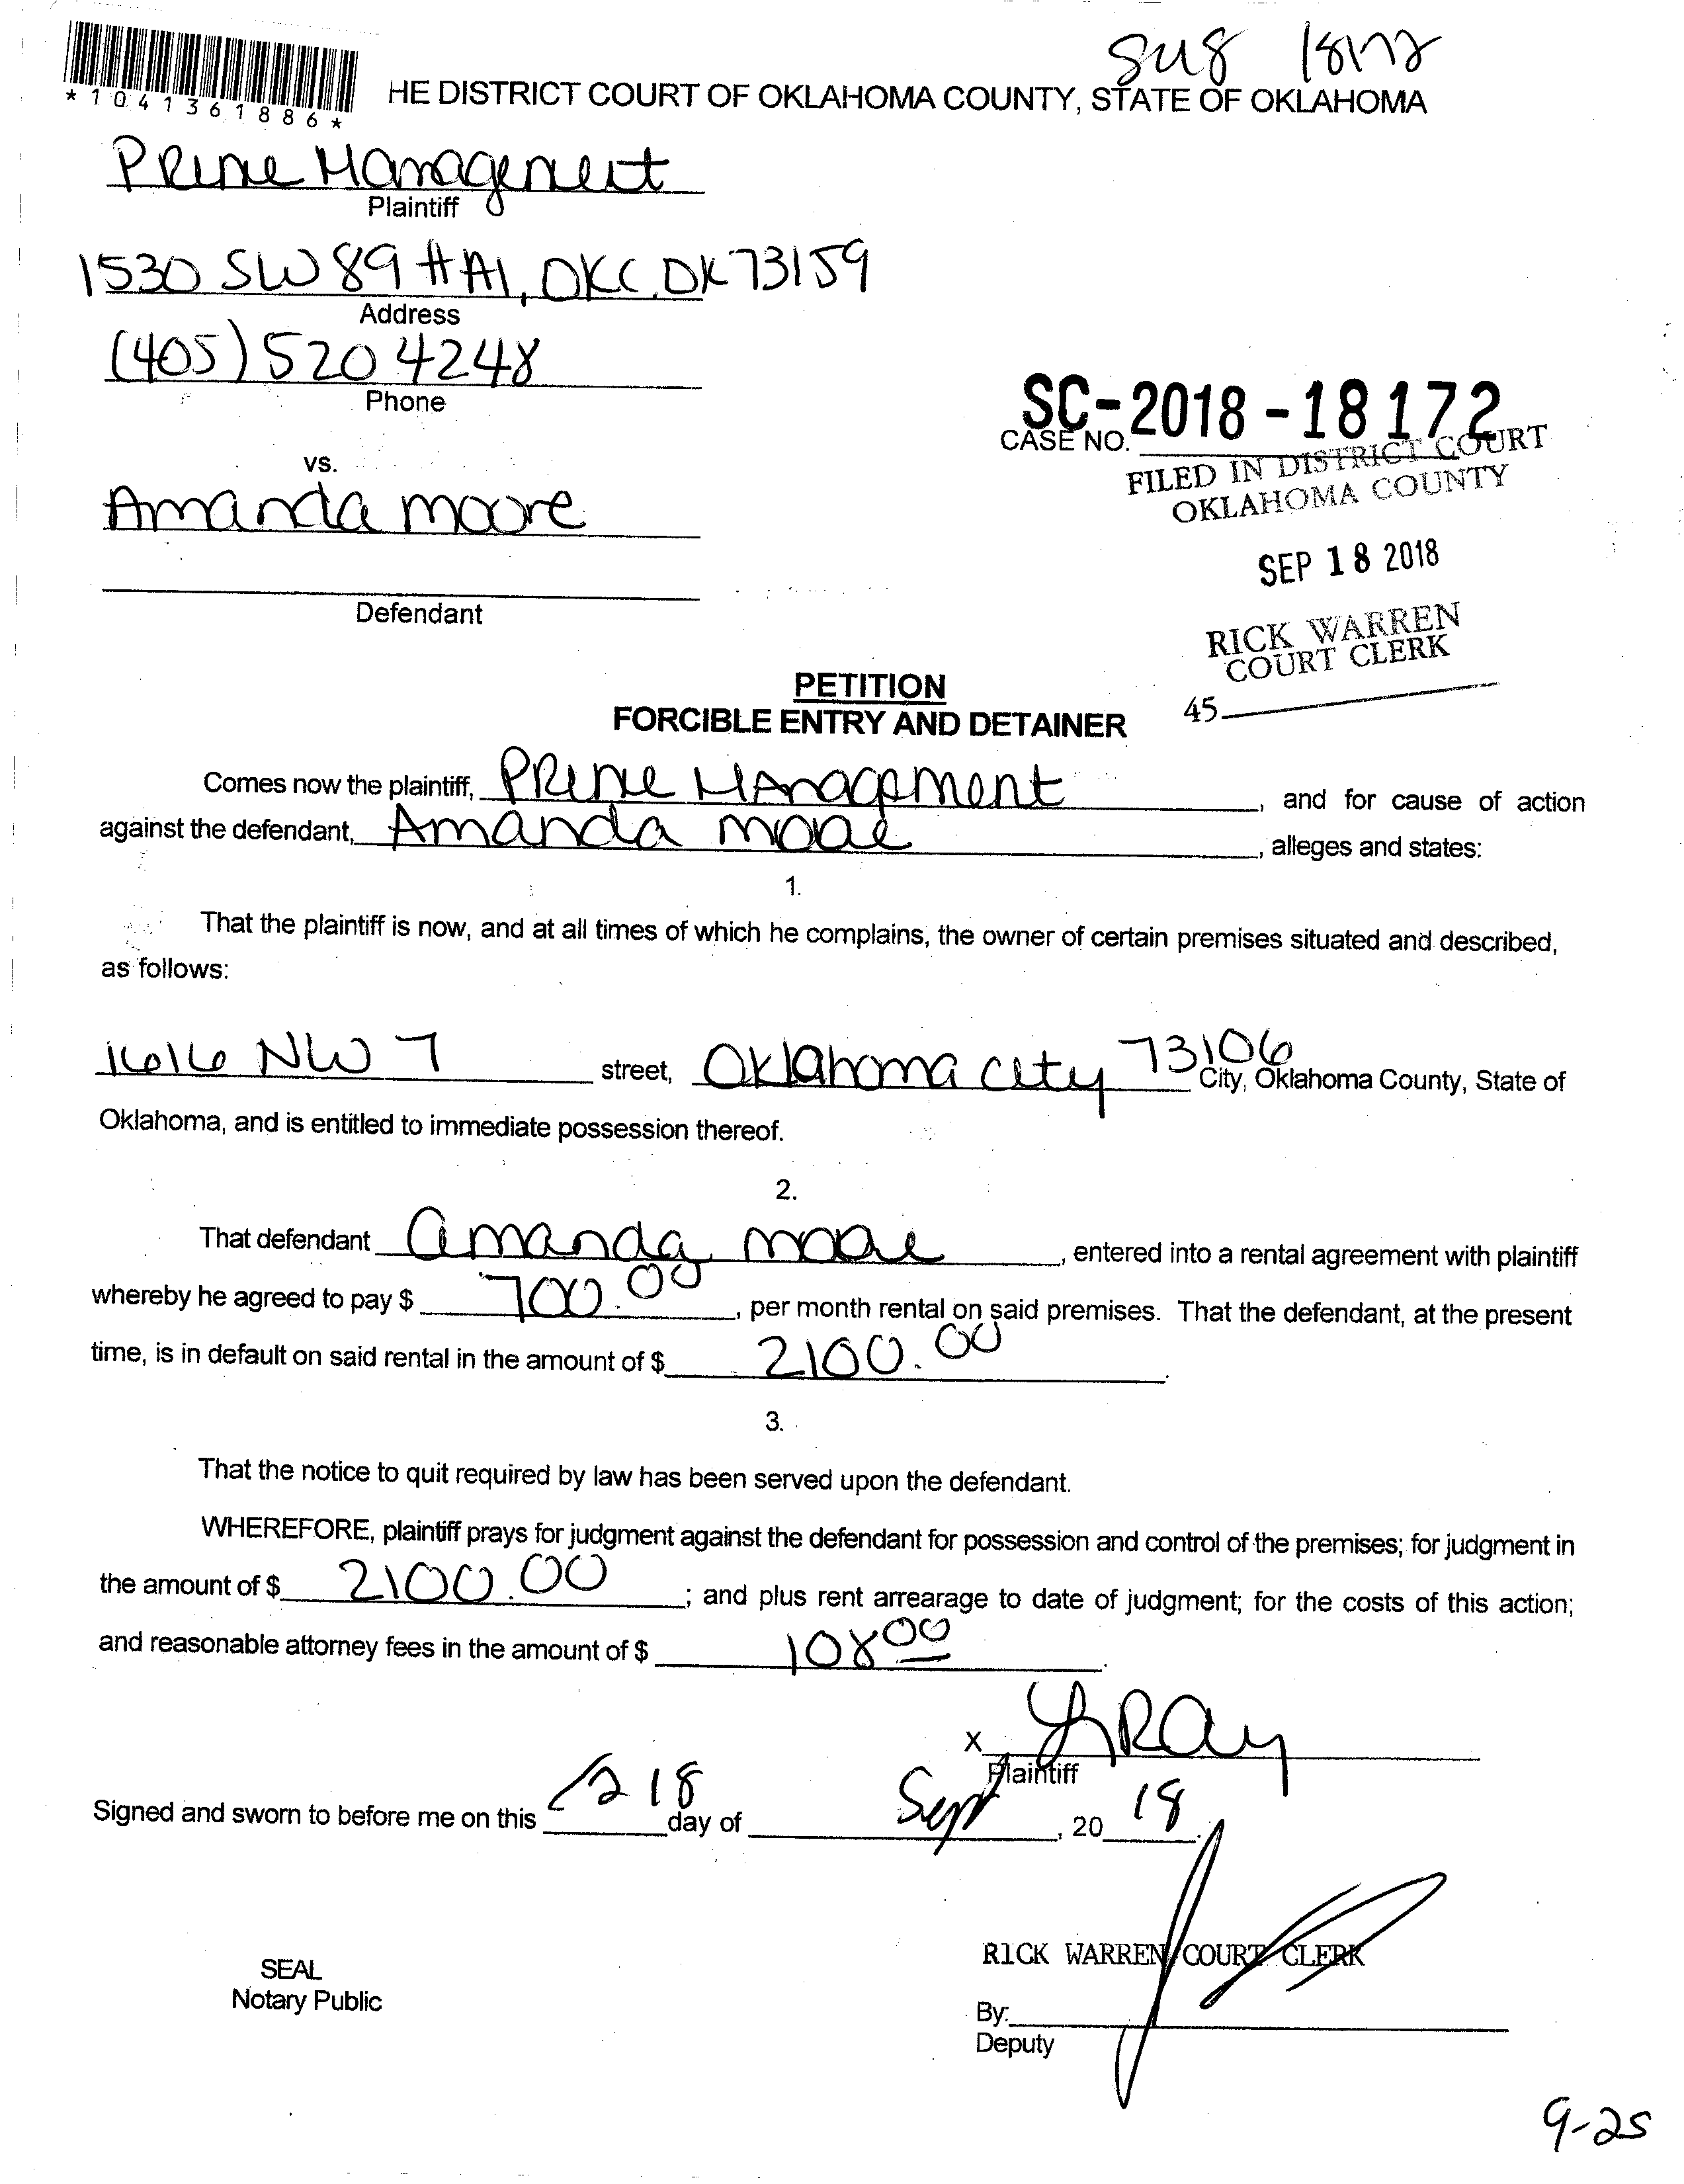 SC-18-18172
*1041361886*
HE DISTRICT COURT OF OKLAHOMA COUNTY, STATE OF OKLAHOMA
Prime Management
Plaintiff
1530 SW 89 #A1, OKC, OK 73159
Address
(405) 520 4248
Phone
SC-2018-18172
CASE NO.
FILED IN DISTRICT COURT
OKLAHOMA COUNTY
vs.
Amanda Moore
SEP 18 2018
Defendant
RICK WARREN
COURT CLERK
45
PETITION
FORCIBLE ENTRY AND DETAINER
Comes now the plaintiff, Prime Management, and for cause of action
against the defendant, Amanda Moore, alleges and states:
1.
That the plaintiff is now, and at all times of which he complains, the owner of certain premises situated and described,
as follows:
1616 NW 7 street, Oklahoma City 73106 City, Oklahoma County, State of
Oklahoma, and is entitled to immediate possession thereof.
2.
That defendant Amanda Moore, entered into a rental agreement with plaintiff
whereby he agreed to pay $ 700.00, per month rental on said premises. That the defendant, at the present
time, is in default on said rental in the amount of $ 2100.00.
3.
That the notice to quit required by law has been served upon the defendant.
WHEREFORE, plaintiff prays for judgment against the defendant for possession and control of the premises; for judgment in
the amount of $ 2100.00; and plus rent arrearage to date of judgment; for the costs of this action;
and reasonable attorney fees in the amount of $ 108 00.
x
Plaintiff
Signed and sworn to before me on this 18 day of Sept, 20 18.
RICK WARREN COURT CLERK
SEAL
Notary Public
By:
Deputy
9-25